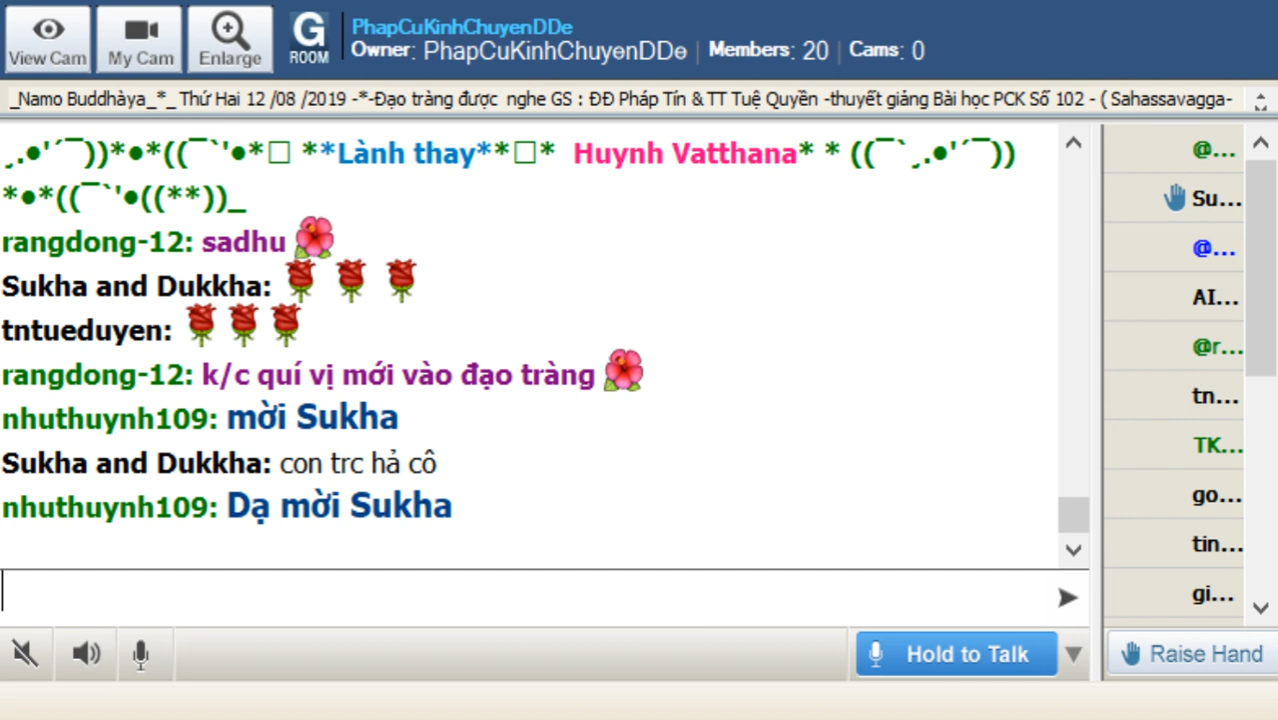 View Cam
My Cam
Enlarge
G
ROOM
PhapCuKinhChuyenDDe
Owner: PhapCuKinhChuyenDDe | Members: 20 | Cams: 0
_Namo Buddhàya_*_ Thứ Hai 12 /08 /2019 -*-Đạo tràng được nghe GS : ĐĐ Pháp Tín & TT Tuệ Quyền -thuyết giảng Bài học PCK Số 102 - ( Sahassavagga-
¸.●'´¯))*●*((¯`'●*□ **Lành thay**□* Huynh Vatthana* * ((¯`¸.●'´¯))
*●*((¯`'●((**))_
rangdong-12: sadhu
Sukha and Dukkha:
tntueduyen:
rangdong-12: k/c quí vị mới vào đạo tràng
nhuthuynh109: mời Sukha
Sukha and Dukkha: con trc hả cô
nhuthuynh109: Dạ mời Sukha
@...
Su...
@...
AI...
@r...
tn...
TK...
go...
tin...
gi...
Hold to Talk
Raise Hand